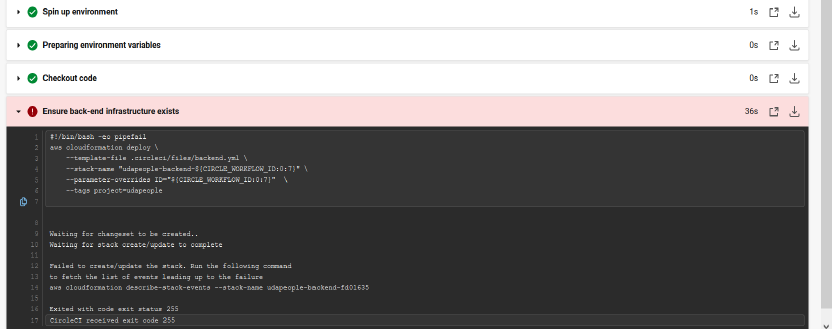 Spin up environment 1s
Preparing environment variables 0s
Checkout code 0s
Ensure back-end infrastructure exists 36s
1 #!/bin/bash -eo pipefail
2 aws cloudformation deploy \
3 --template-file .circleci/files/backend.yml \
4 --stack-name "udapeople-backend-${CIRCLE_WORKFLOW_ID:0:7}" \
5 --parameter-overrides ID="${CIRCLE_WORKFLOW_ID:0:7}" \
6 --tags project=udapeople
7
8
9 Waiting for changeset to be created..
10 Waiting for stack create/update to complete
11
12 Failed to create/update the stack. Run the following command
13 to fetch the list of events leading up to the failure
14 aws cloudformation describe-stack-events --stack-name udapeople-backend-fd01635
15
16 Exited with code exit status 255
17 CircleCI received exit code 255